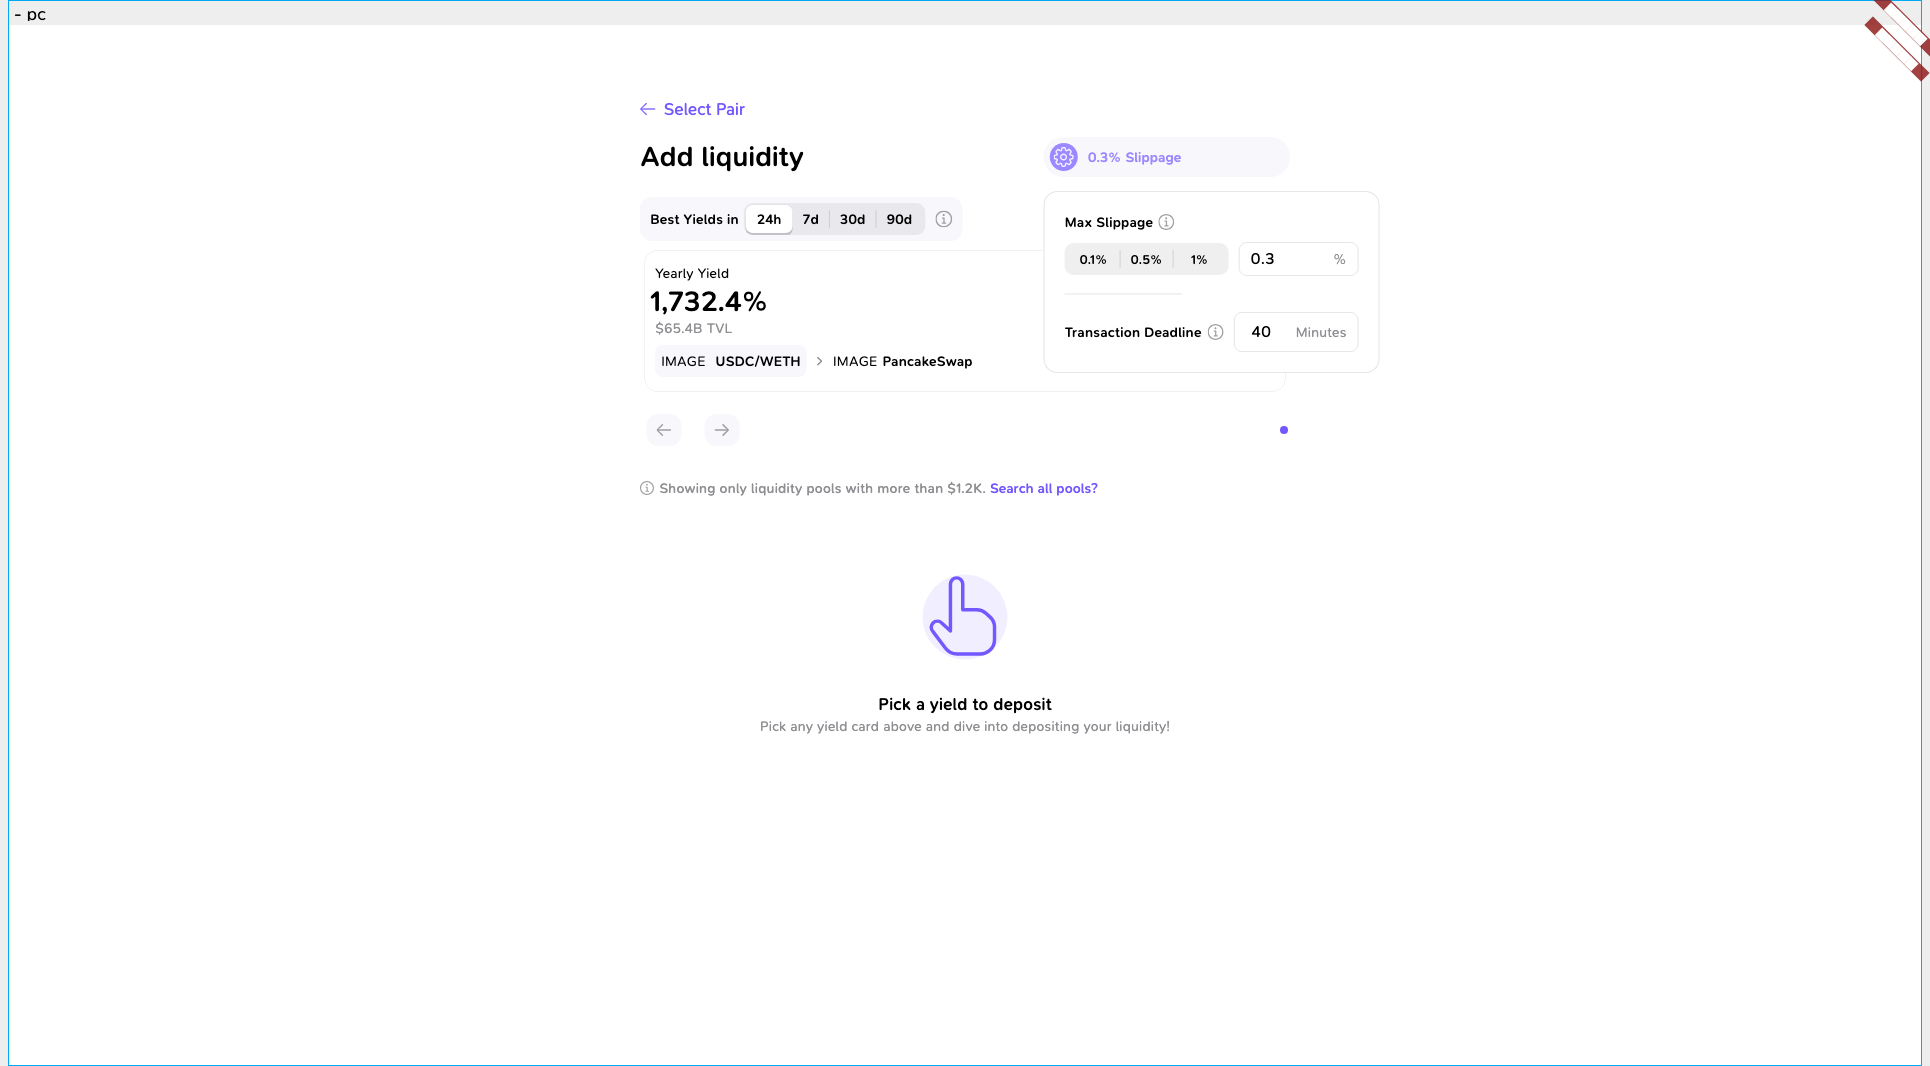 - pc
Select Pair
Add liquidity
0.3% Slippage
Best Yields in 24h 7d 30d 90d
Max Slippage
0.1% 0.5% 1% 0.3 %
Transaction Deadline 40 Minutes
Yearly Yield
1,732.4%
$65.4B TVL
IMAGE USDC/WETH > IMAGE PancakeSwap
Showing only liquidity pools with more than $1.2K. Search all pools?
Pick a yield to deposit
Pick any yield card above and dive into depositing your liquidity!